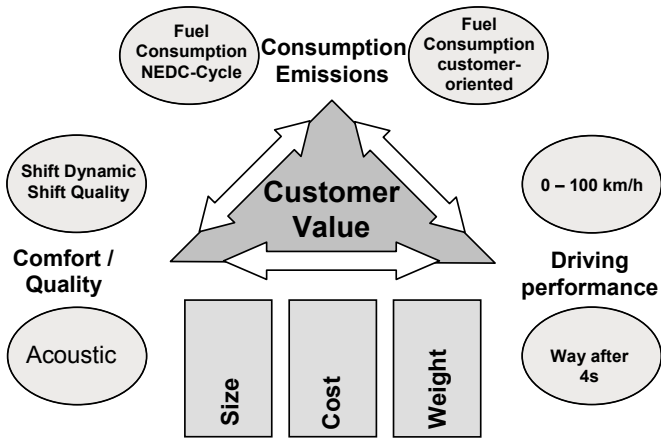 Fuel
Consumption
NEDC-Cycle
Consumption
Emissions
Fuel
Consumption
customer-
oriented
Shift Dynamic
Shift Quality
Customer
Value
0 – 100 km/h
Comfort /
Quality
Driving
performance
Acoustic
Size
Cost
Weight
Way after
4s